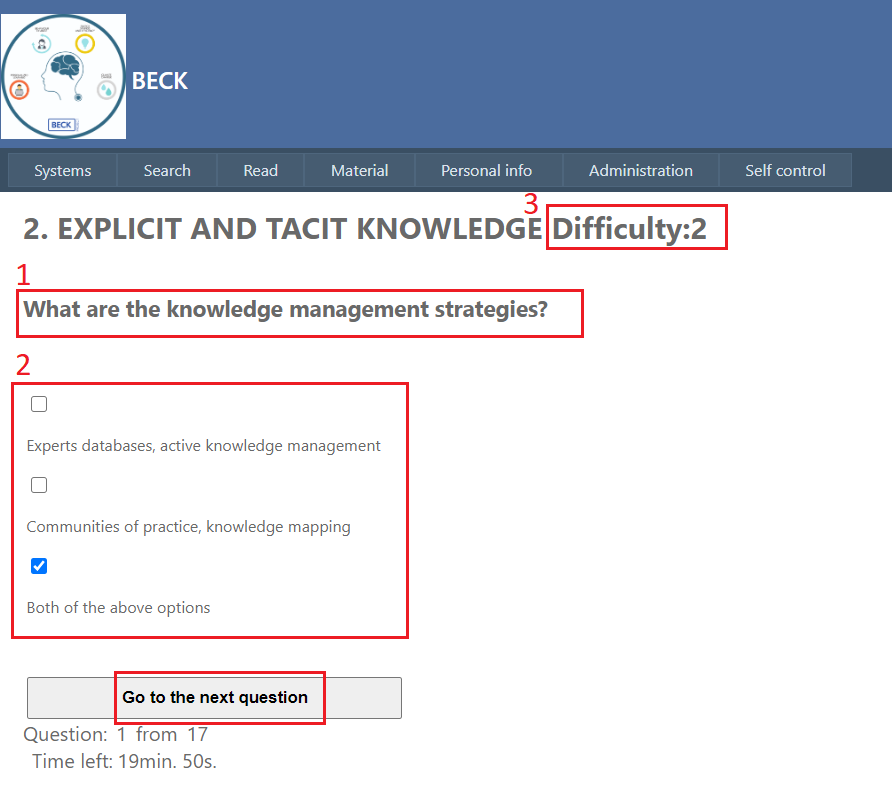 BECK
BECK
Systems Search Read Material Personal info Administration Self control
3
2. EXPLICIT AND TACIT KNOWLEDGE Difficulty:2
1
What are the knowledge management strategies?
2
Experts databases, active knowledge management
Communities of practice, knowledge mapping
Both of the above options
Go to the next question
Question: 1 from 17
Time left: 19min. 50s.